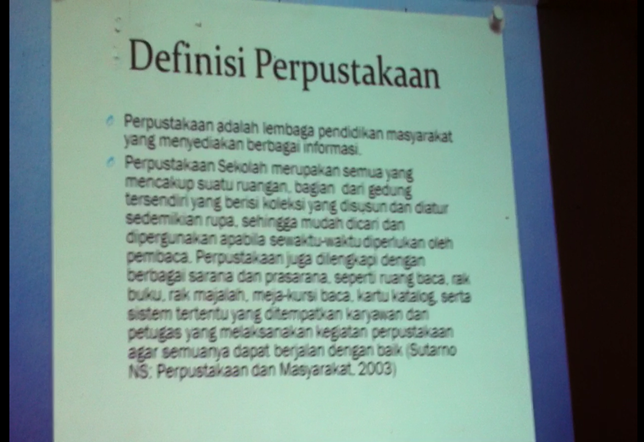 Definisi Perpustakaan
Perpustakaan adalah lembaga pendidikan masyarakat
yang menyediakan berbagai informasi.
Perpustakaan Sekolah merupakan semua yang
mencakup suatu ruangan, bagian dari gedung
tersendiri yang berisi koleksi yang disusun dan diatur
sedemikian rupa, sehingga mudah dicari dan
dipergunakan apabila sewaktu-waktu diperlukan oleh
pembaca. Perpustakaan juga dilengkapi dengan
berbagai sarana dan prasarana, seperti ruang baca, rak
buku, rak majalah, meja-kursi baca, kartu katalog, serta
sistem tertentu yang ditempatkan karyawan dan
petugas yang melaksanakan kegiatan perpustakaan
agar semuanya dapat berjalan dengan baik (Sutarno
NS: Perpustakaan dan Masyarakat, 2003)